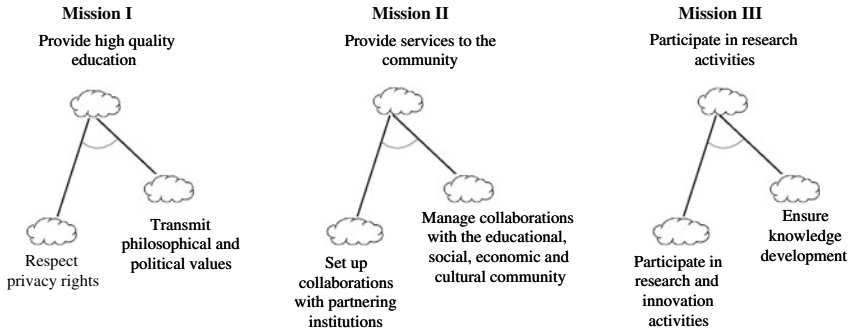 Mission I
Provide high quality
education
Respect
privacy rights
Transmit
philosophical and
political values
Mission II
Provide services to the
community
Set up
collaborations
with partnering
institutions
Manage collaborations
with the educational,
social, economic and
cultural community
Mission III
Participate in research
activities
Participate in
research and
innovation
activities
Ensure
knowledge
development